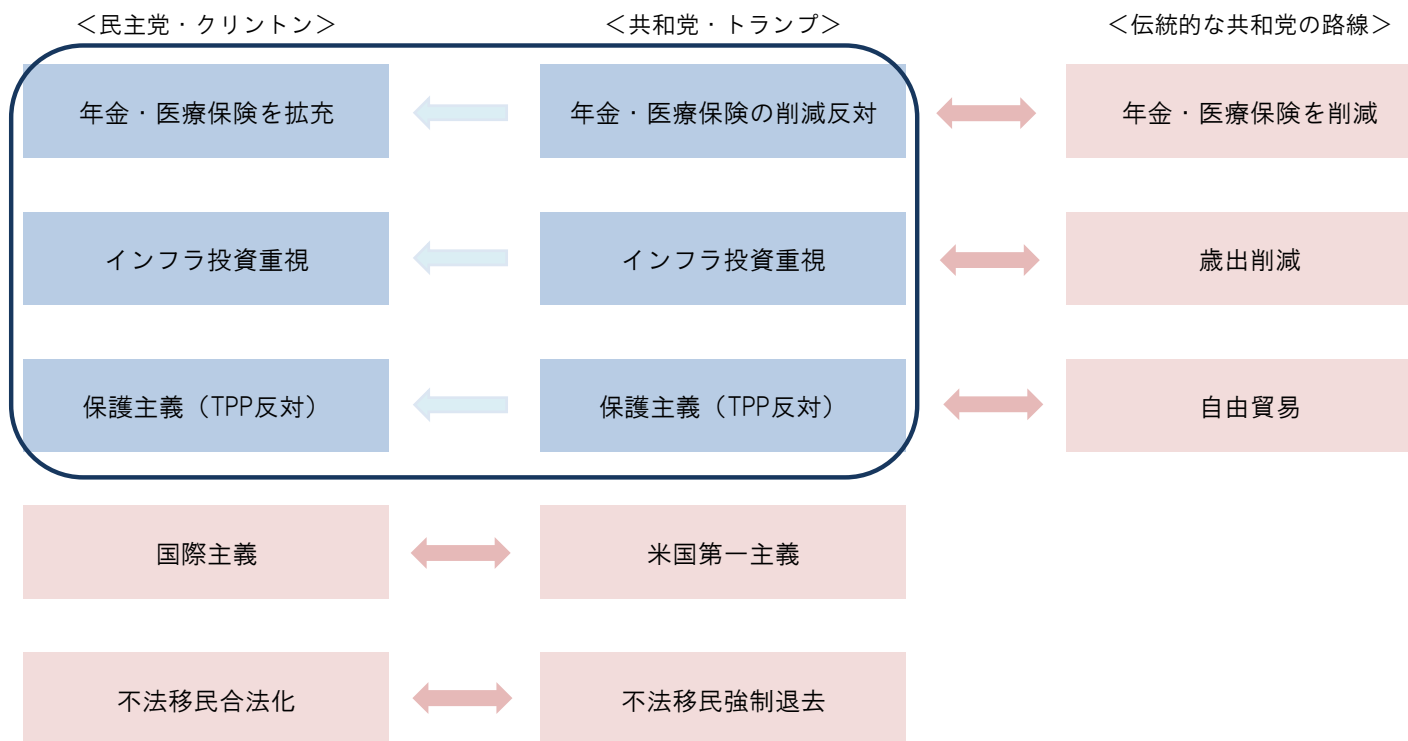 ＜民主党・クリントン＞
＜共和党・トランプ＞
＜伝統的な共和党の路線＞
年金・医療保険を拡充
年金・医療保険の削減反対
年金・医療保険を削減
インフラ投資重視
インフラ投資重視
歳出削減
保護主義（TPP反対）
保護主義（TPP反対）
自由貿易
国際主義
米国第一主義
不法移民合法化
不法移民強制退去